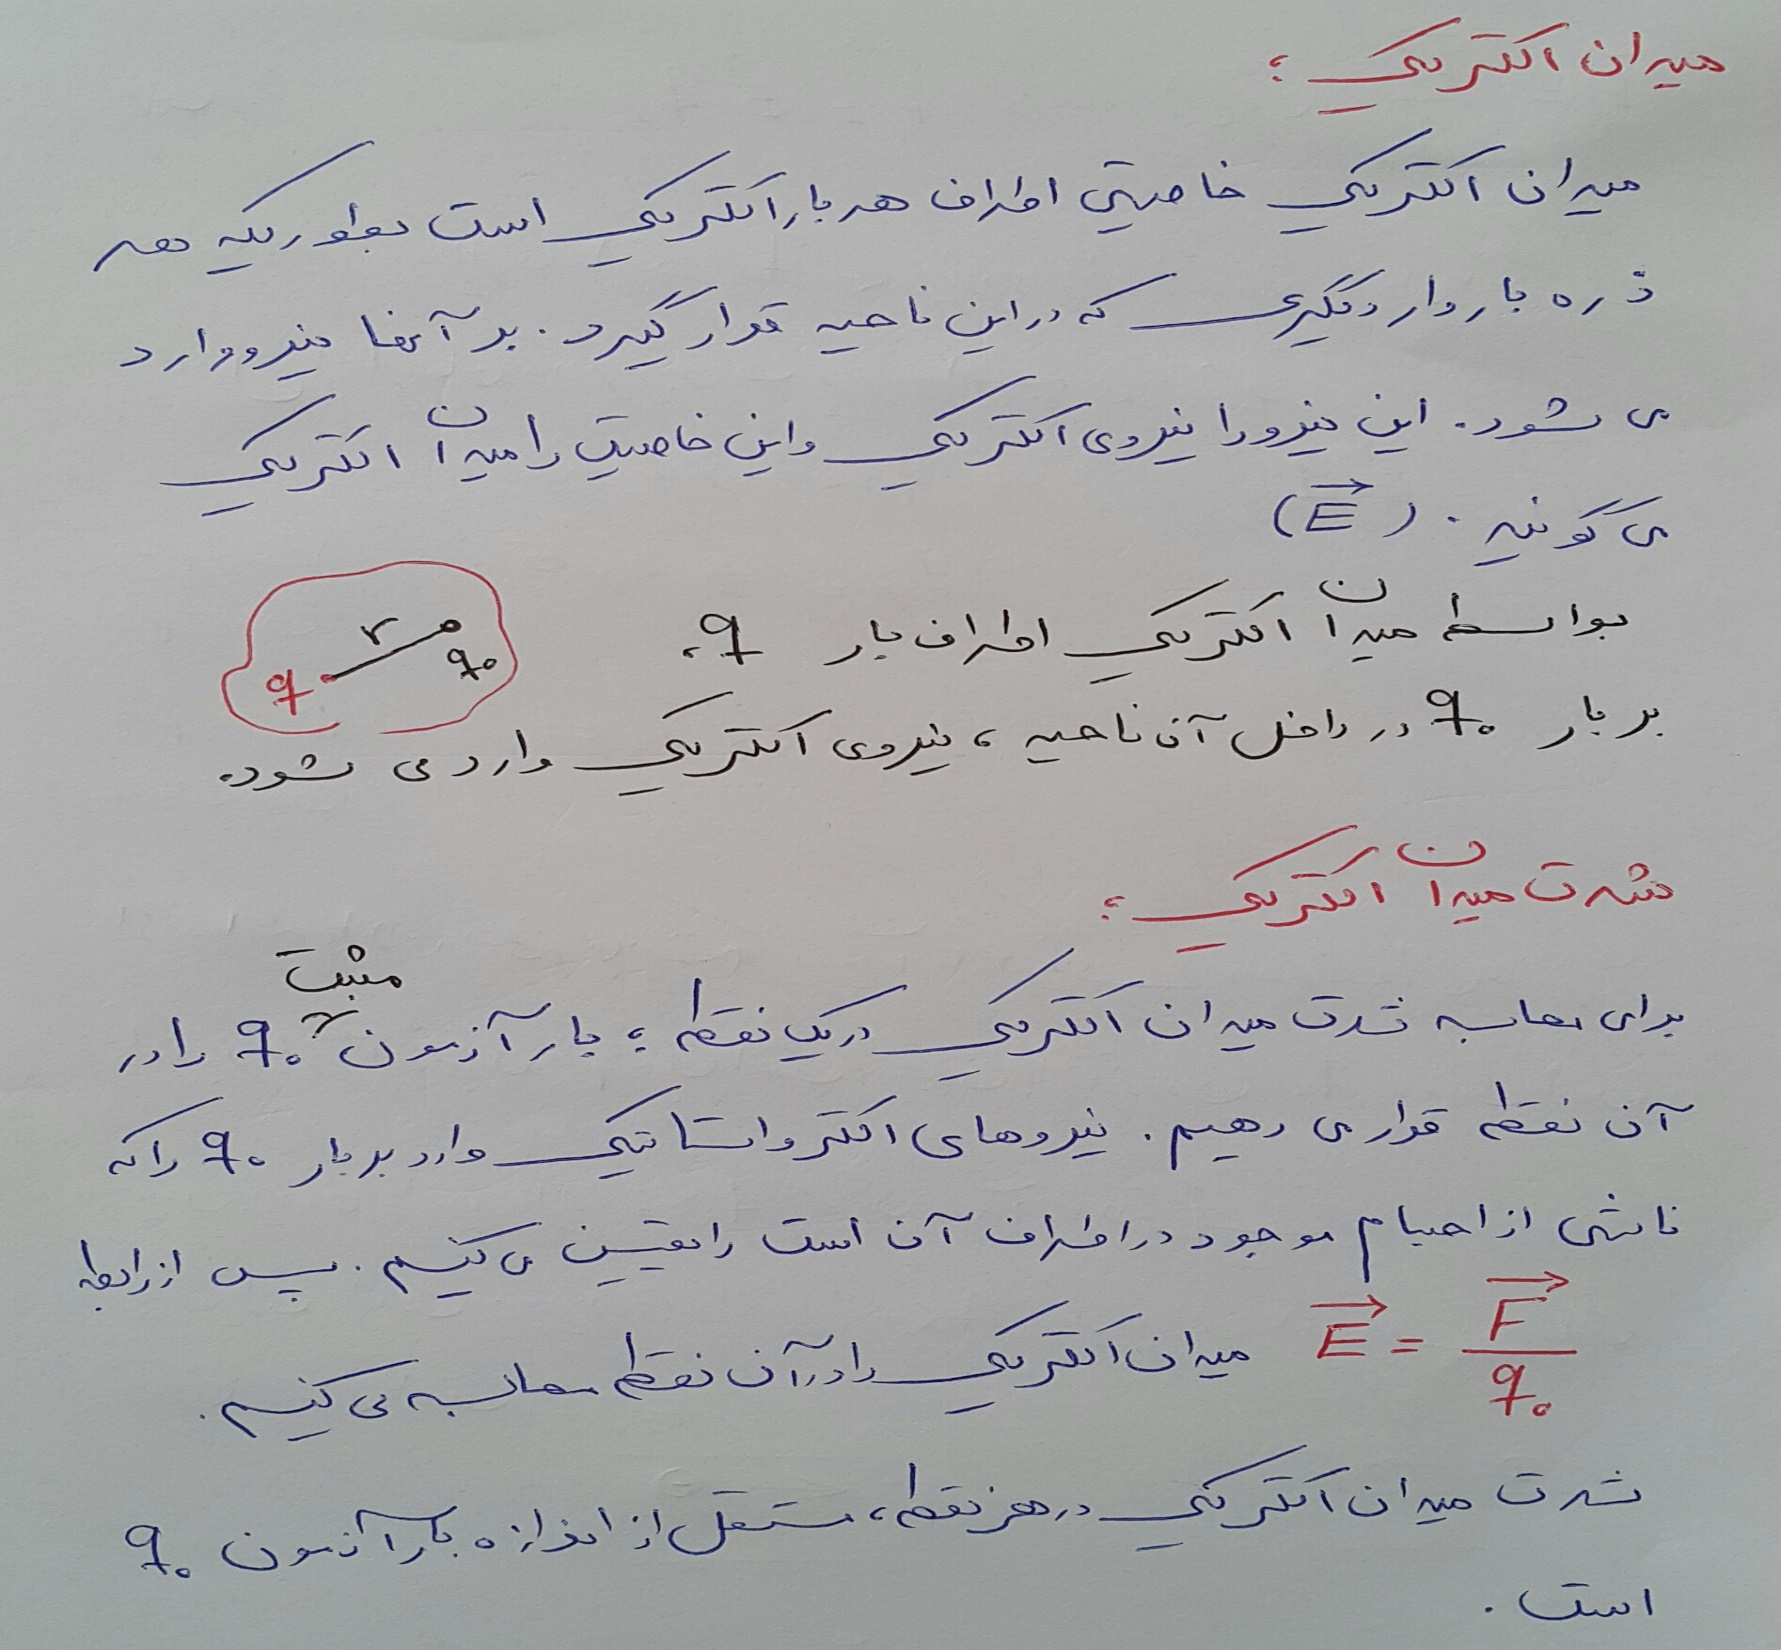 میدان الکتریکی :
میدان الکتریکی خاصیتی اطراف هر بار الکتریکی است بطوریکه هر
ذره باردار دیگری که در این ناحیه قرار گیرد. بر آنها نیرو وارد
می شود. این نیرو را نیروی الکتریکی و این خاصیت را میدان الکتریکی
می گویند. (E⃗)
بواسطه میدان الکتریکی اطراف بار q،
q r q₀
بر بار q₀ در داخل آن ناحیه، نیروی الکتریکی وارد می شود.
شدت میدان الکتریکی :
برای محاسبه شدت میدان الکتریکی در یک نقطه ؛ بار آزمون مثبت q₀ را در
آن نقطه قرار می دهیم. نیروهای الکترواستاتیکی وارد بر بار q₀ را که
ناشی از اجسام موجود در اطراف آن است را تعیین می کنیم. پس از رابطه
E⃗ = F⃗ / q₀ میدان الکتریکی را در آن نقطه محاسبه می کنیم.
شدت میدان الکتریکی در هر نقطه، مستقل از اندازه بار آزمون q₀
است.